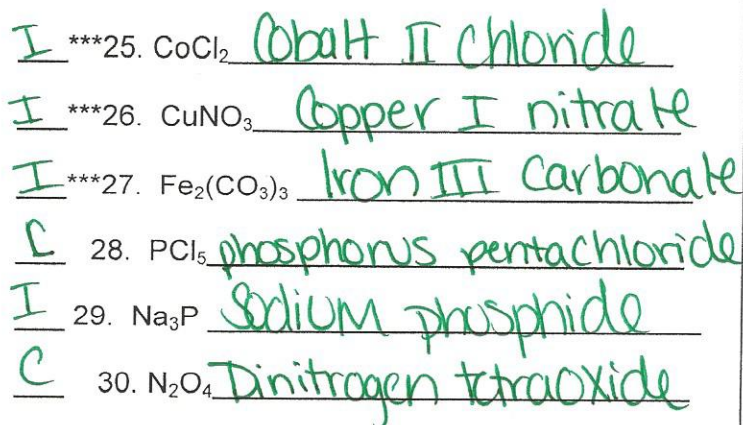 I ***25. CoCl₂ Cobalt II Chloride
I ***26. CuNO₃ Copper I nitrate
I ***27. Fe₂(CO₃)₃ Iron III Carbonate
C 28. PCl₅ phosphorus pentachloride
I 29. Na₃P Sodium phosphide
C 30. N₂O₄ Dinitrogen tetraoxide